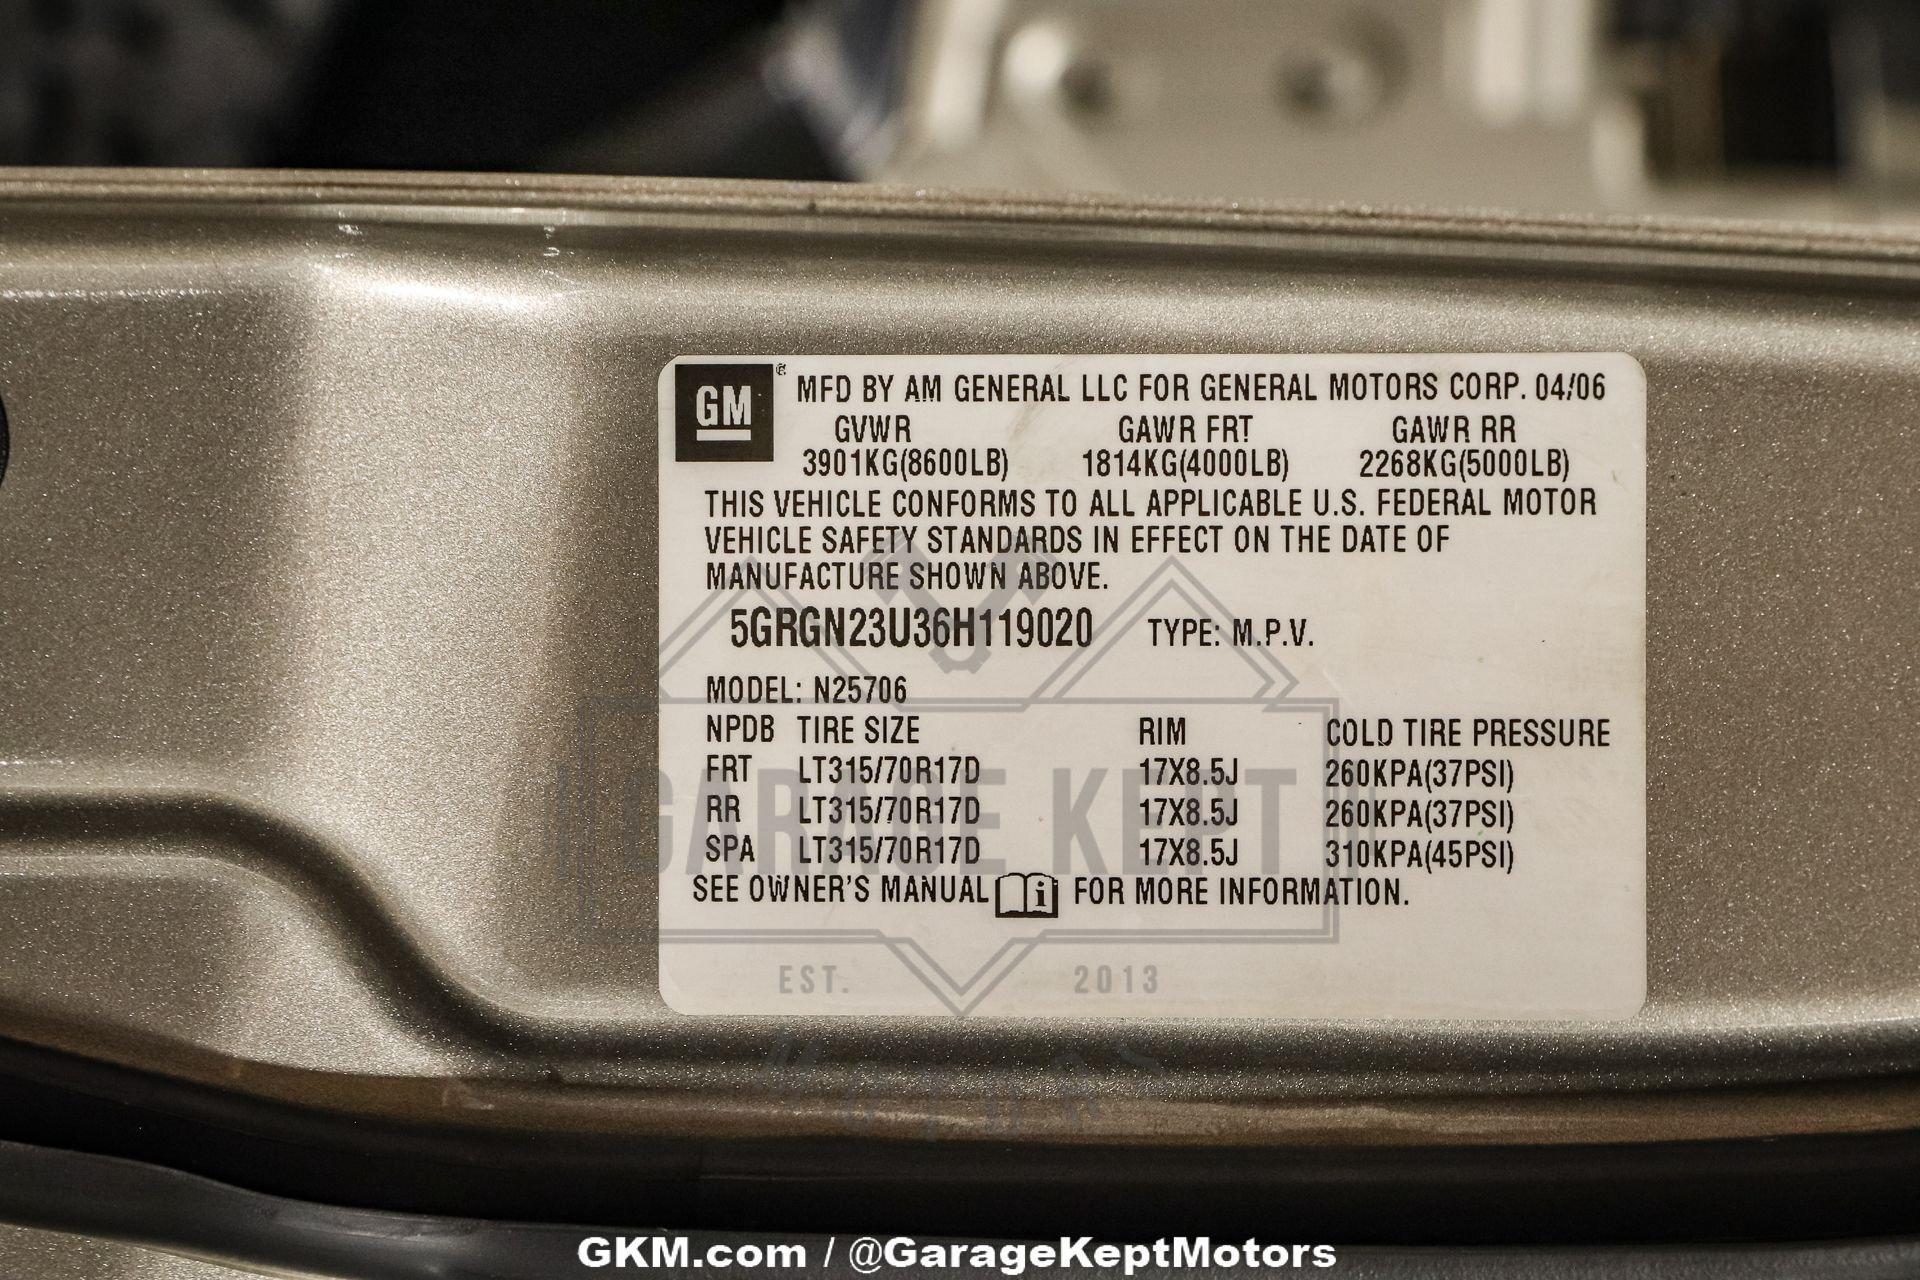 GM ® MFD BY AM GENERAL LLC FOR GENERAL MOTORS CORP. 04/06
GVWR GAWR FRT GAWR RR
3901KG(8600LB) 1814KG(4000LB) 2268KG(5000LB)
THIS VEHICLE CONFORMS TO ALL APPLICABLE U.S. FEDERAL MOTOR
VEHICLE SAFETY STANDARDS IN EFFECT ON THE DATE OF
MANUFACTURE SHOWN ABOVE.
5GRGN23U36H119020 TYPE: M.P.V.
MODEL: N25706
NPDB TIRE SIZE RIM COLD TIRE PRESSURE
FRT LT315/70R17D 17X8.5J 260KPA(37PSI)
RR LT315/70R17D 17X8.5J 260KPA(37PSI)
SPA LT315/70R17D 17X8.5J 310KPA(45PSI)
SEE OWNER'S MANUAL i FOR MORE INFORMATION.
GARAGE KEPT
EST. 2013
MOTORS
GKM.com / @GarageKeptMotors